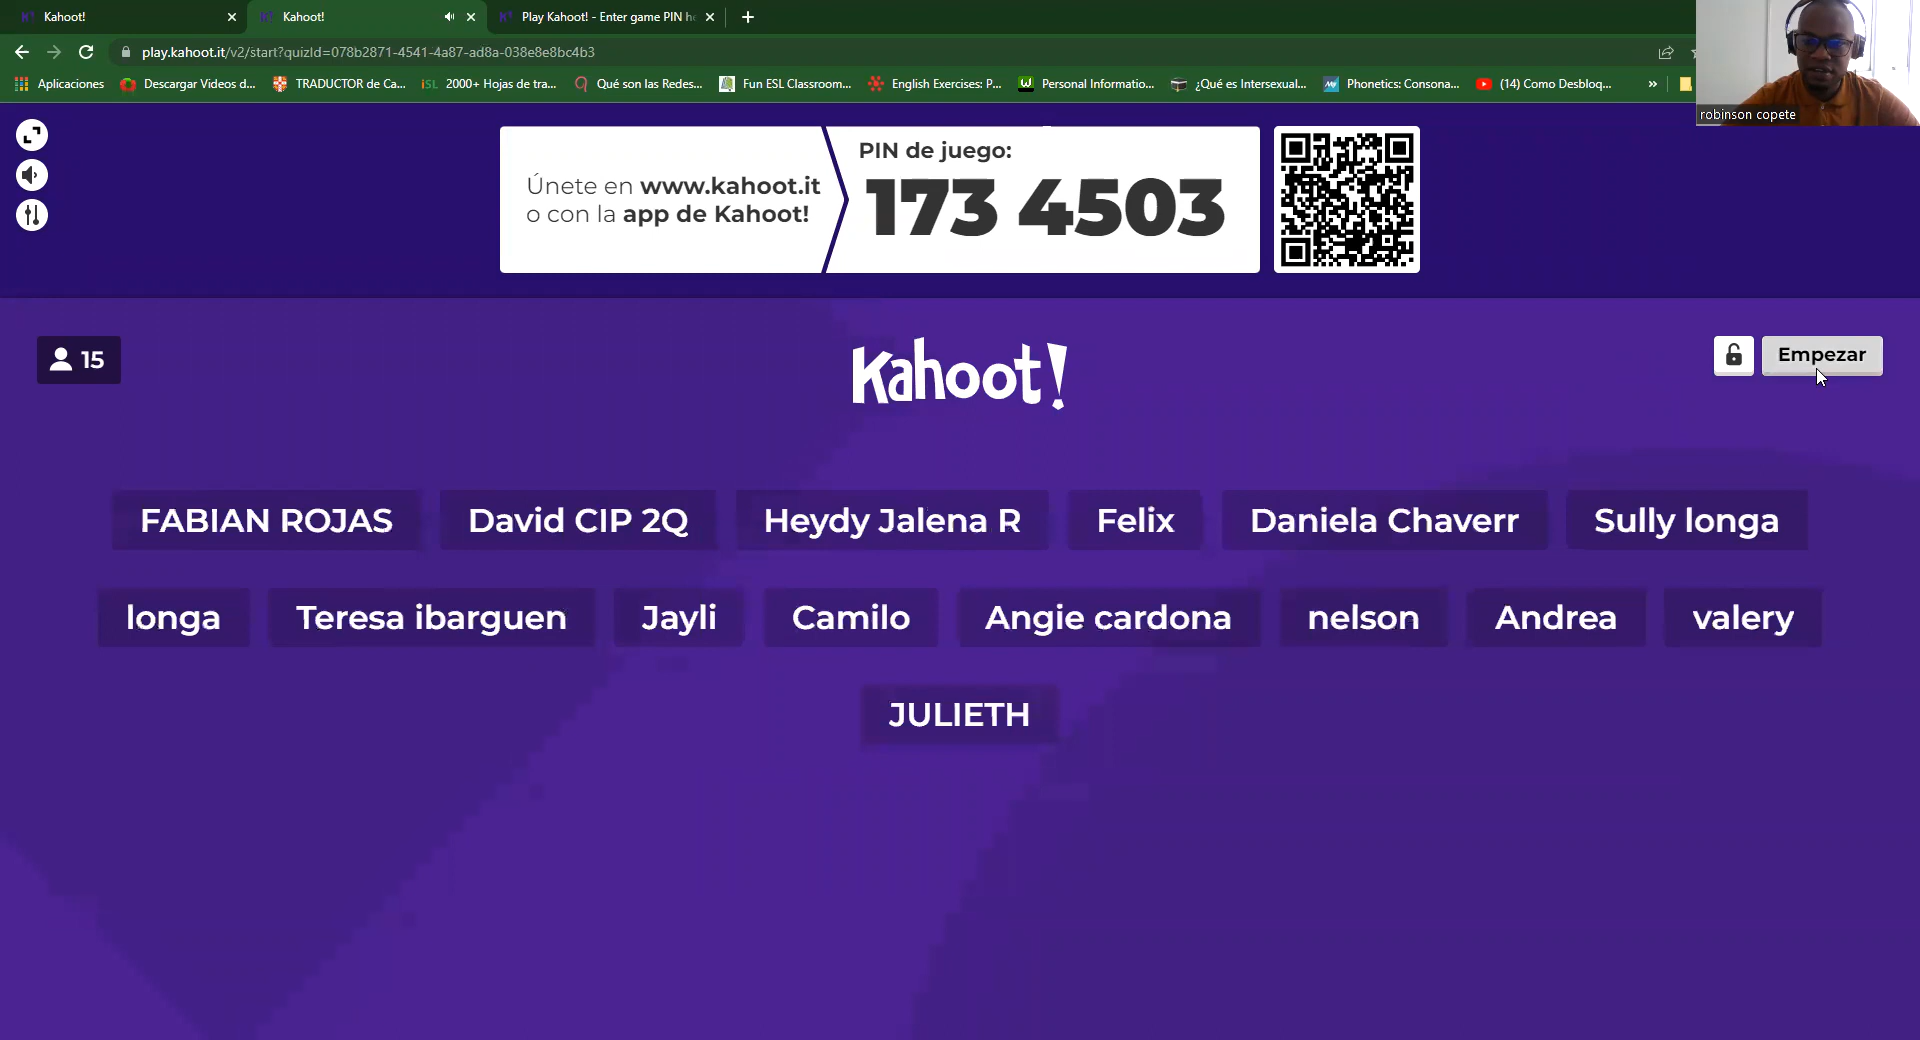 Kahoot!
Kahoot!
Play Kahoot! - Enter game PIN he
play.kahoot.it/v2/start?quizId=078b2871-4541-4a87-ad8a-038e8e8bc4b3
Aplicaciones
Descargar Videos d...
TRADUCTOR de Ca...
iSL 2000+ Hojas de tra...
Qué son las Redes...
Fun ESL Classroom...
English Exercises: P...
Personal Informatio...
¿Qué es Intersexual...
Phonetics: Consona...
(14) Como Desbloq...
»
robinson copete
Únete en www.kahoot.it
o con la app de Kahoot!
PIN de juego:
173 4503
15
Kahoot!
Empezar
FABIAN ROJAS
David CIP 2Q
Heydy Jalena R
Felix
Daniela Chaverr
Sully longa
longa
Teresa ibarguen
Jayli
Camilo
Angie cardona
nelson
Andrea
valery
JULIETH